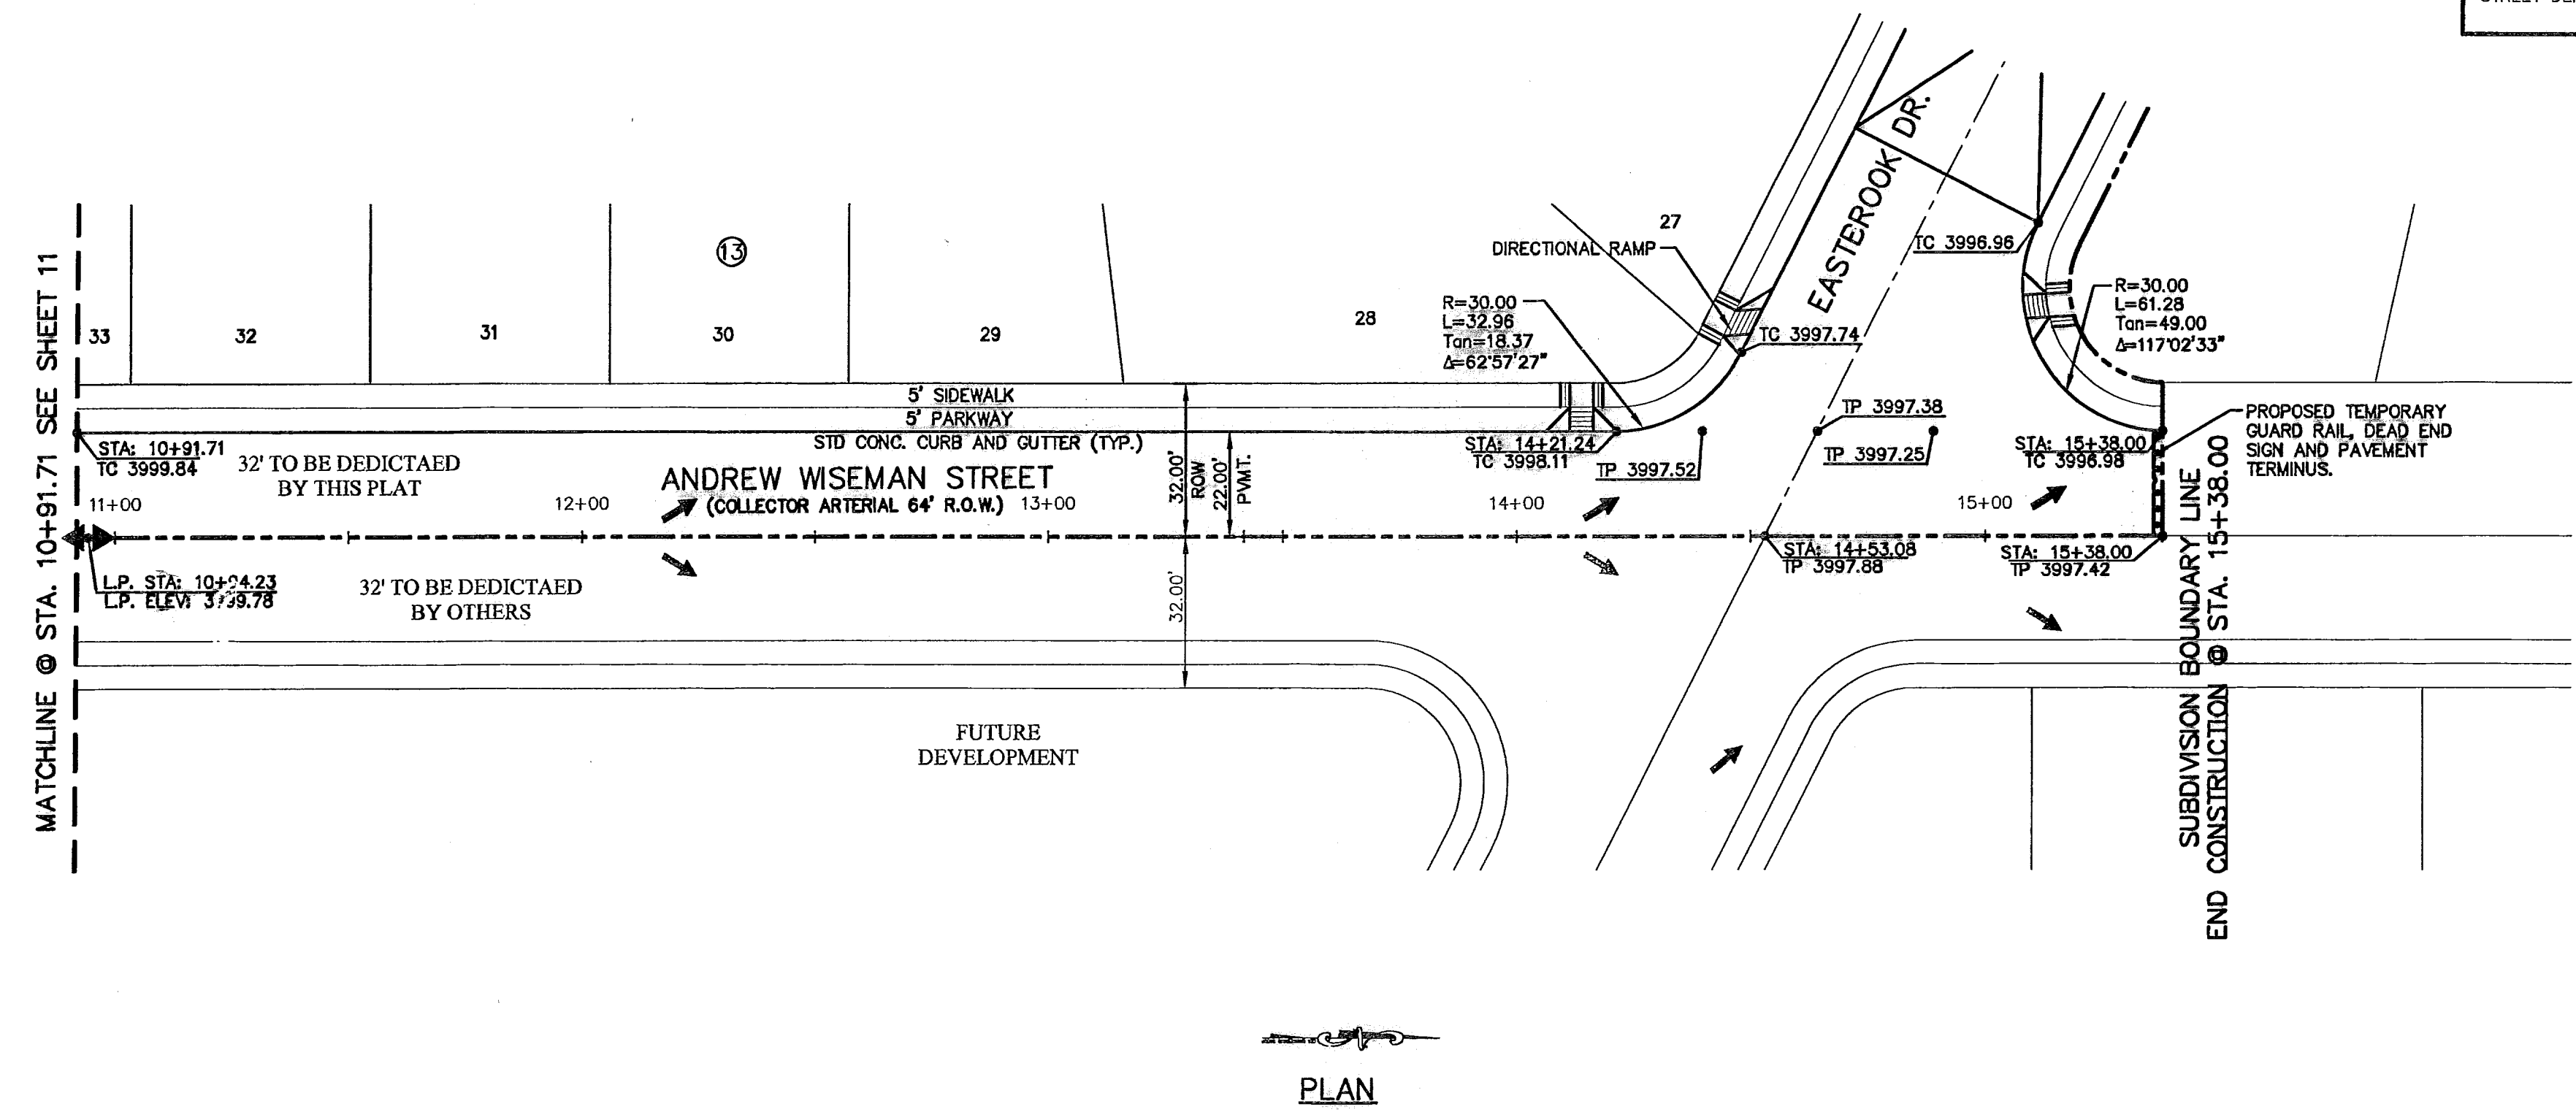 MATCHLINE @ STA. 10+91.71 SEE SHEET 11
33
32
31
13
30
29
28
27
DIRECTIONAL RAMP
EASTBROOK DR.
TC 3996.96
R=30.00
L=32.96
Tan=18.37
Δ=62°57'27"
TC 3997.74
R=30.00
L=61.28
Tan=49.00
Δ=117°02'33"
5' SIDEWALK
5' PARKWAY
STD CONC. CURB AND GUTTER (TYP.)
STA: 10+91.71
TC 3999.84
32' TO BE DEDICTAED
BY THIS PLAT
ANDREW WISEMAN STREET
(COLLECTOR ARTERIAL 64' R.O.W.)
32.00'
ROW
22.00'
PVMT.
STA: 14+21.24
TC 3998.11
TP 3997.52
TP 3997.38
TP 3997.25
STA: 15+38.00
TC 3996.98
PROPOSED TEMPORARY
GUARD RAIL, DEAD END
SIGN AND PAVEMENT
TERMINUS.
11+00
12+00
13+00
14+00
15+00
L.P. STA:
L.P. ELEV:
32' TO BE DEDICTAED
BY OTHERS
32.00'
STA: 14+53.08
TP 3997.88
STA: 15+38.00
TP 3997.42
SUBDIVISION BOUNDARY LINE
END CONSTRUCTION @ STA. 15+38.00
FUTURE
DEVELOPMENT
PLAN